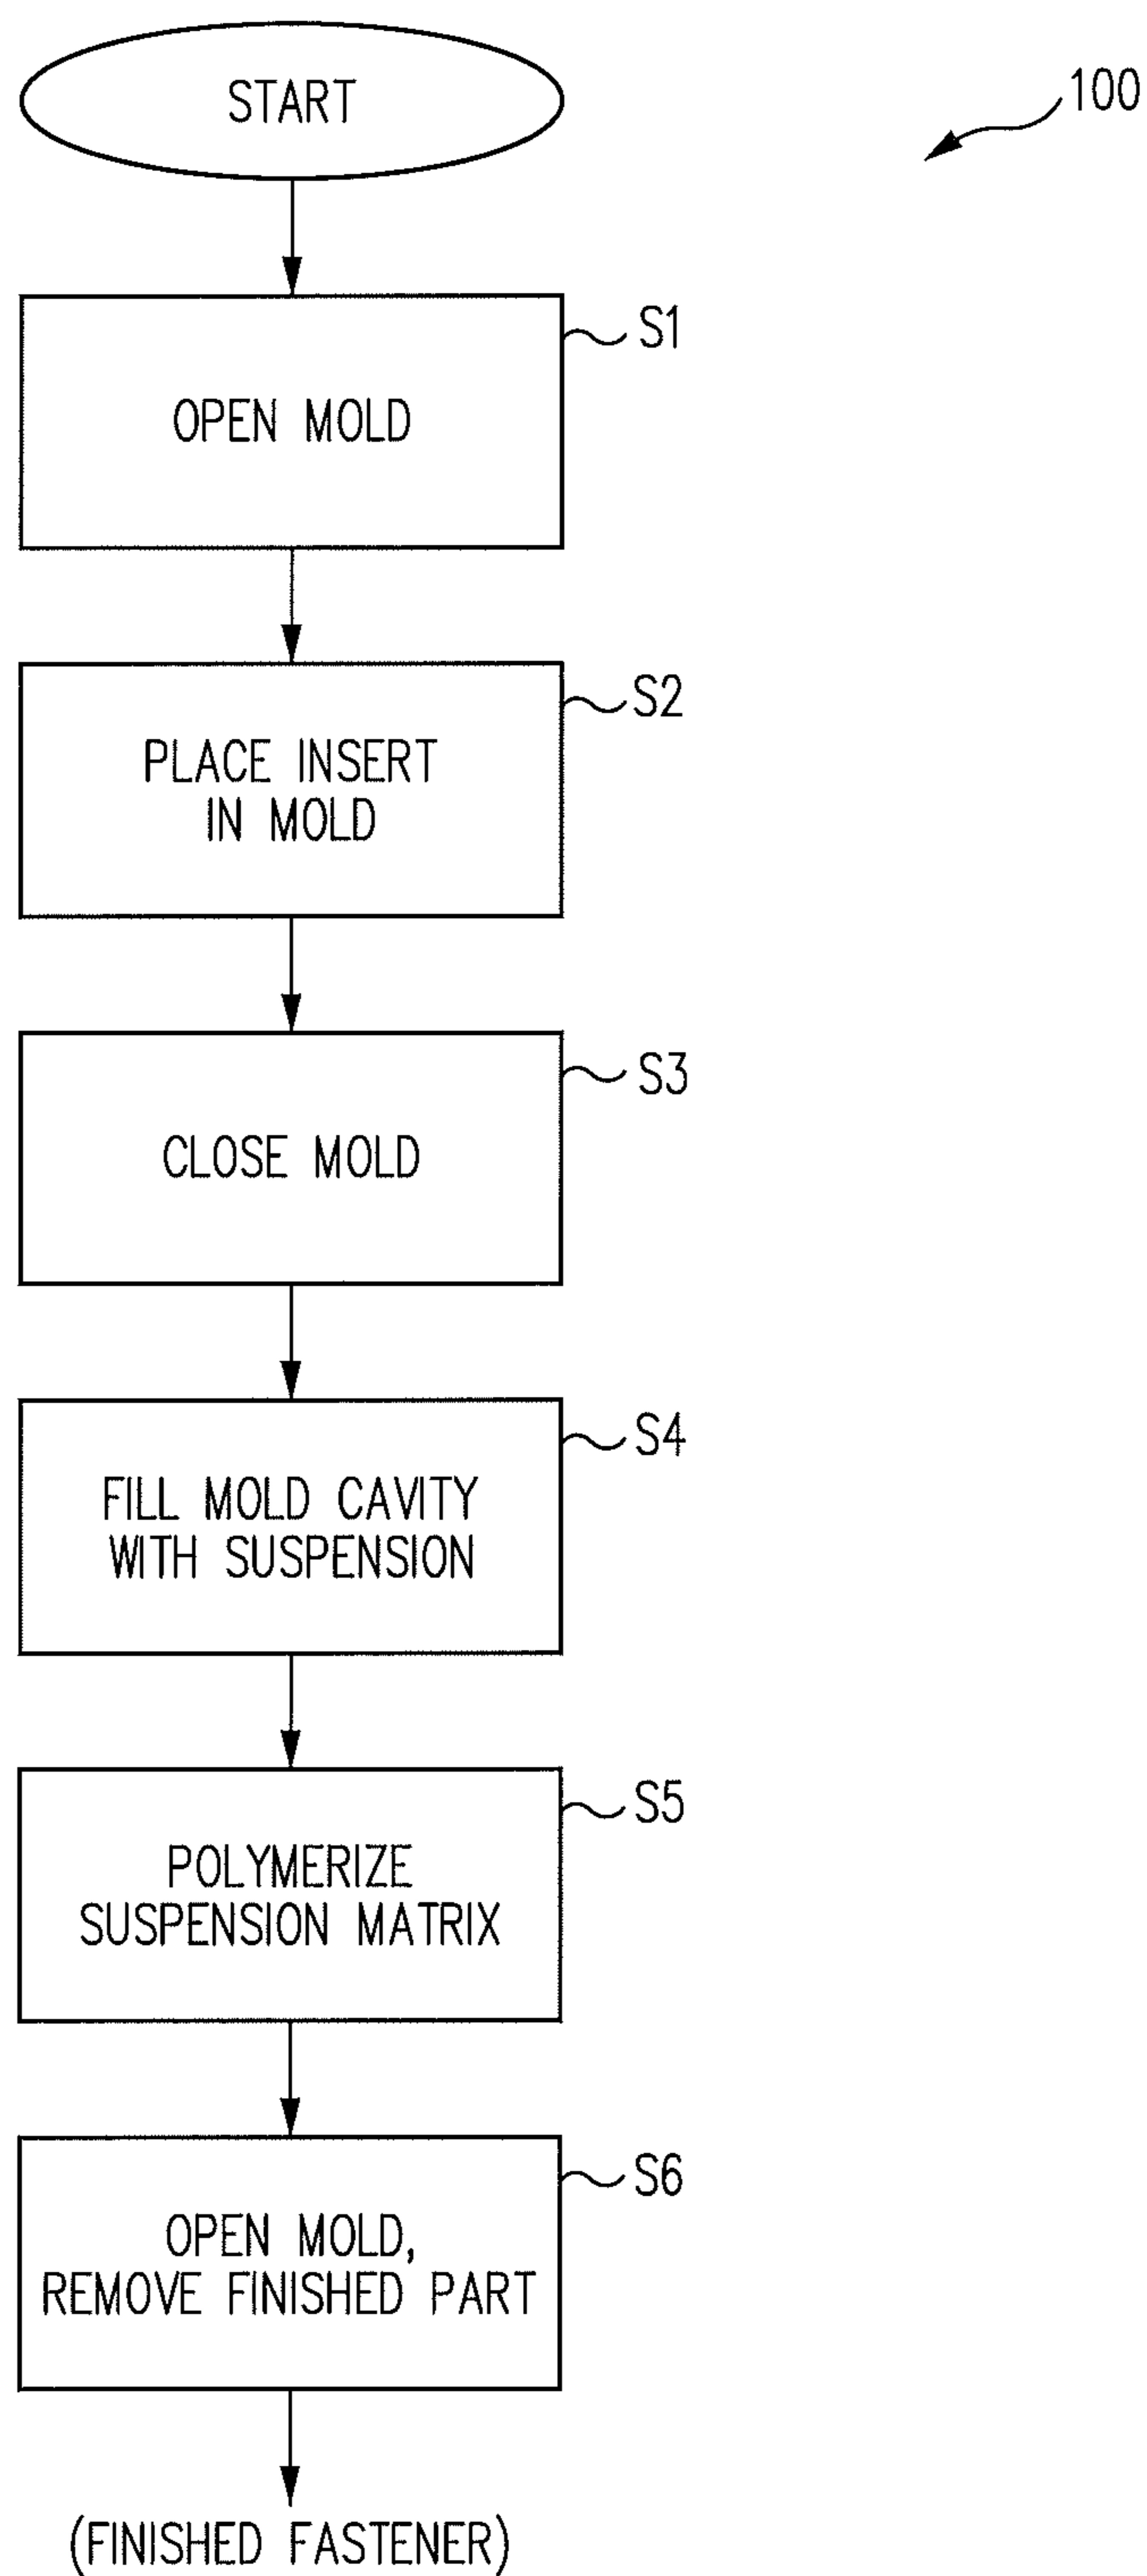 START
100
S1
OPEN MOLD
S2
PLACE INSERT
IN MOLD
S3
CLOSE MOLD
S4
FILL MOLD CAVITY
WITH SUSPENSION
S5
POLYMERIZE
SUSPENSION MATRIX
S6
OPEN MOLD,
REMOVE FINISHED PART
(FINISHED FASTENER)